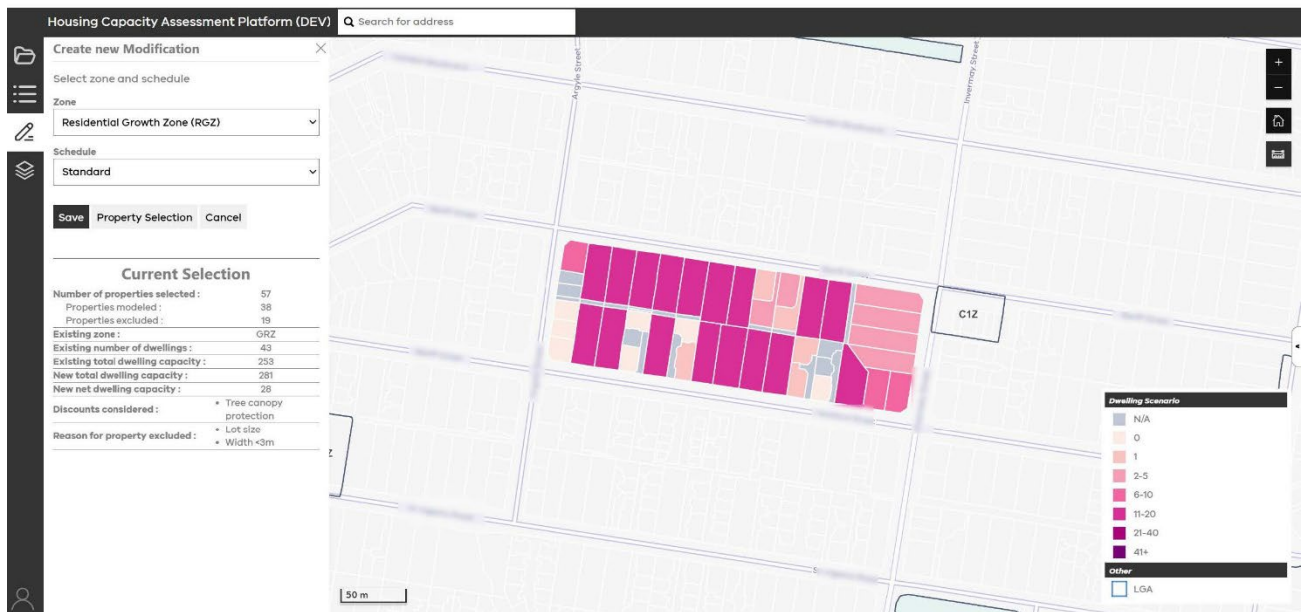 Housing Capacity Assessment Platform (DEV)
Search for address
Create new Modification
Select zone and schedule
Zone
Residential Growth Zone (RGZ)
Schedule
Standard
Save Property Selection Cancel
Current Selection
Number of properties selected : 57
Properties modeled : 38
Properties excluded : 19
Existing zone : GRZ
Existing number of dwellings : 43
Existing total dwelling capacity : 253
New total dwelling capacity : 281
New net dwelling capacity : 28
Discounts considered : • Tree canopy
protection
Reason for property excluded : • Lot size
• Width <3m
Argyle Street
Invermay Street
C1Z
Z
50 m
Dwelling Scenario
N/A
0
1
2-5
6-10
11-20
21-40
41+
Other
LGA